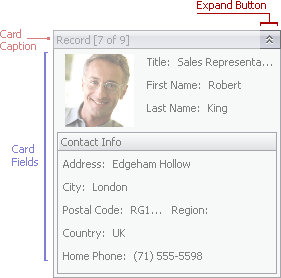 Expand Button
Card Caption
Record [7 of 9]
Title: Sales Representa...
First Name: Robert
Last Name: King
Card Fields
Contact Info
Address: Edgeham Hollow
City: London
Postal Code: RG1... Region:
Country: UK
Home Phone: (71) 555-5598